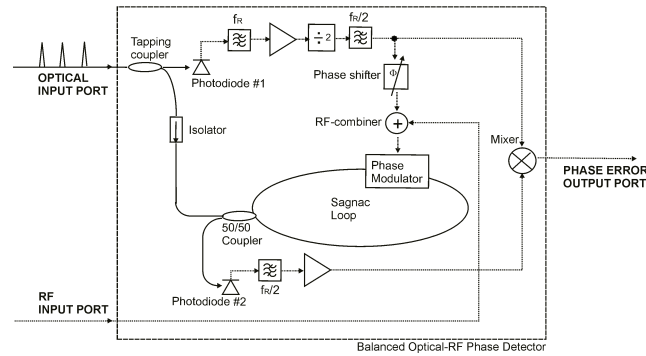 fR
fR/2
Tapping
coupler
÷ 2
OPTICAL
INPUT PORT
Photodiode #1
Phase shifter
Φ
Isolator
RF-combiner
+
Mixer
Phase
Modulator
PHASE ERROR
OUTPUT PORT
Sagnac
Loop
50/50
Coupler
fR/2
Photodiode #2
RF
INPUT PORT
Balanced Optical-RF Phase Detector